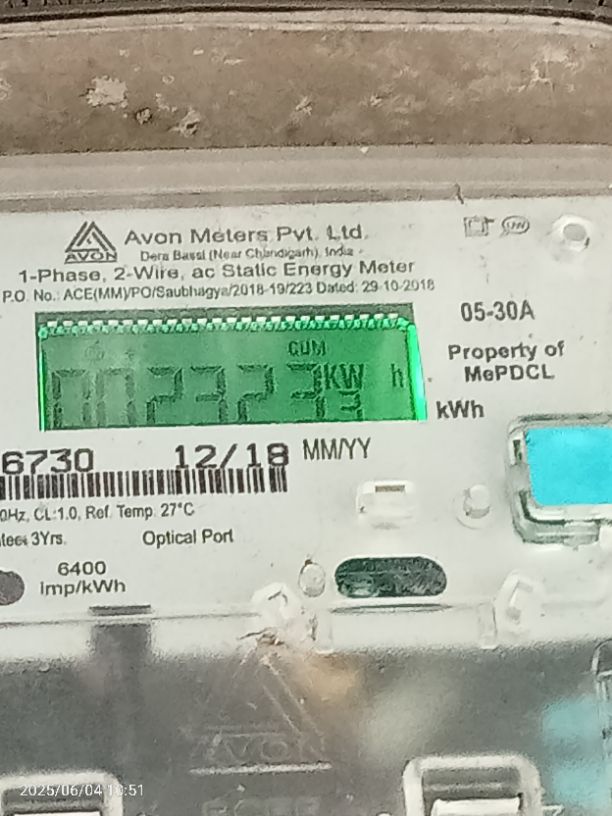 Avon Meters Pvt. Ltd.
AVON
Dera Bassi (Near Chandigarh), India
1-Phase, 2-Wire, ac Static Energy Meter
P.O. No.: ACE(MM)/PO/Saubhagya/2018-19/223 Dated: 29-10-2018
05-30A
CUM
KW h
Property of
MePDCL
kWh
6730 12/18 MM/YY
0Hz, CL:1.0, Ref. Temp. 27°C
3Yrs. Optical Port
6400
imp/kWh
AVON
2025/06/04